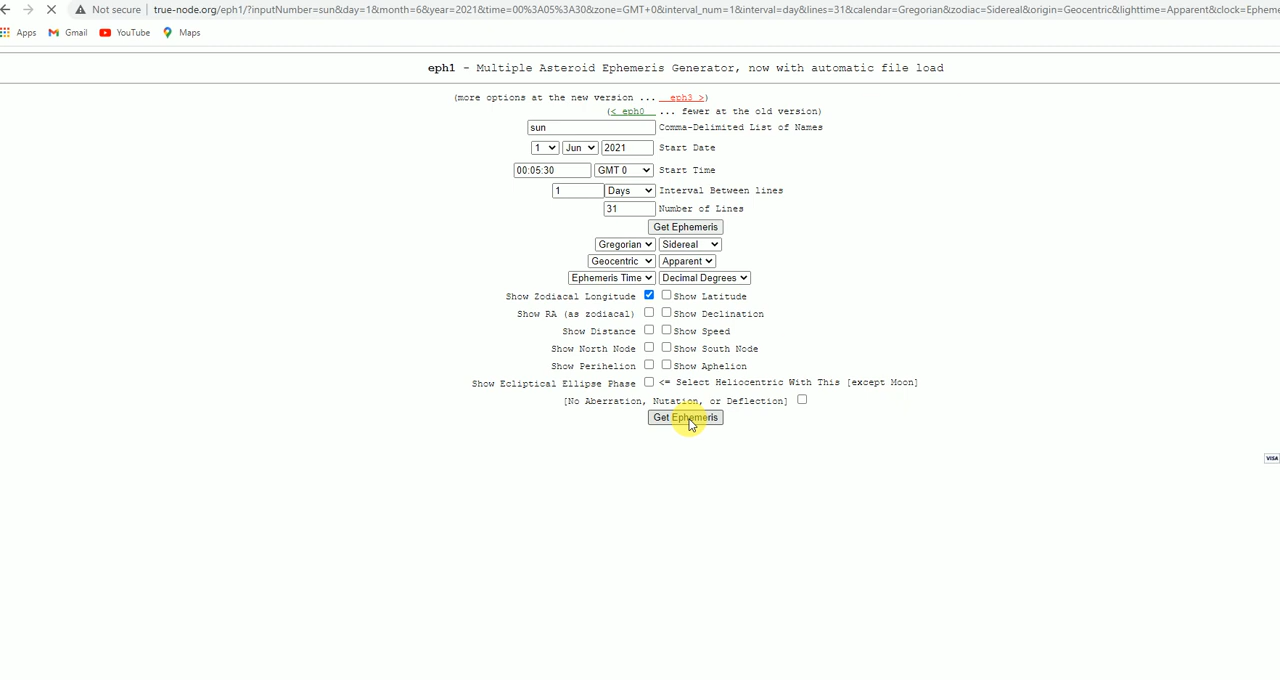 Not secure | true-node.org/eph1/?inputNumber=sun&day=1&month=6&year=2021&time=00%3A05%3A30&zone=GMT+0&interval_num=1&interval=day&lines=31&calendar=Gregorian&zodiac=Sidereal&origin=Geocentric&lighttime=Apparent&clock=Epheme
Apps Gmail YouTube Maps
eph1 - Multiple Asteroid Ephemeris Generator, now with automatic file load
(more options at the new version ... eph3 >)
(< eph0 ... fewer at the old version)
sun Comma-Delimited List of Names
1 Jun 2021 Start Date
00:05:30 GMT 0 Start Time
1 Days Interval Between lines
31 Number of Lines
Get Ephemeris
Gregorian Sidereal
Geocentric Apparent
Ephemeris Time Decimal Degrees
Show Zodiacal Longitude Show Latitude
Show RA (as zodiacal) Show Declination
Show Distance Show Speed
Show North Node Show South Node
Show Perihelion Show Aphelion
Show Ecliptical Ellipse Phase <= Select Heliocentric With This [except Moon]
[No Aberration, Nutation, or Deflection]
Get Ephemeris
VISA